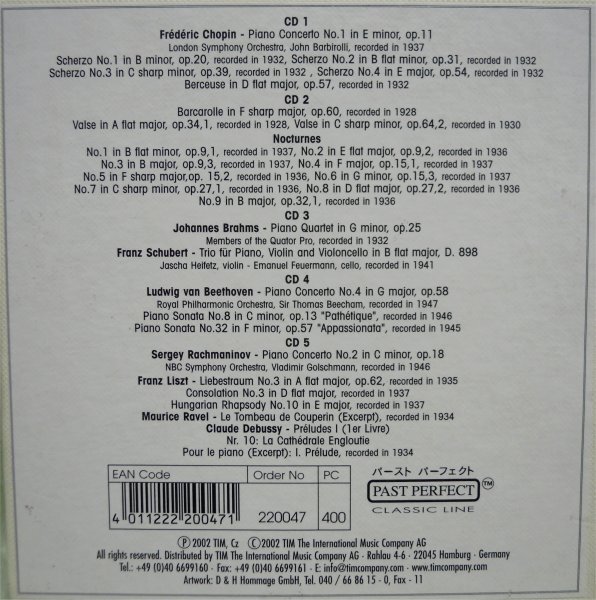 CD 1
Frédéric Chopin - Piano Concerto No.1 in E minor, op.11
London Symphony Orchestra, John Barbirolli, recorded in 1937
Scherzo No.1 in B minor op.20, recorded in 1932, Scherzo No.2 in B flat minor, op.31, recorded in 1932
Scherzo No.3 in C sharp minor, op.39, recorded in 1932 , Scherzo No.4 in E major, op.54, recorded in 1932
Berceuse in D flat major, op.57, recorded in 1932
CD 2
Barcarolle in F sharp major, op.60, recorded in 1928
Valse in A flat major, op.34,1, recorded in 1928, Valse in C sharp minor, op.64,2, recorded in 1930
Nocturnes
No.1 in B flat minor, op.9,1, recorded in 1937, No.2 in E flat major, op.9,2, recorded in 1936
No.3 in B major, op.9,3, recorded in 1937, No.4 in F major, op.15,1, recorded in 1937
No.5 in F sharp major,op. 15,2, recorded in 1936, No.6 in G minor, op.15,3, recorded in 1937
No.7 in C sharp minor, op.27,1, recorded in 1936, No.8 in D flat major, op.27,2, recorded in 1936
No.9 in B major, op.32,1, recorded in 1936
CD 3
Johannes Brahms - Piano Quartet in G minor, op.25
Members of the Quator Pro, recorded in 1932
Franz Schubert - Trio für Piano, Violin and Violoncello in B flat major, D. 898
Jascha Heifetz, violin - Emanuel Feuermann, cello, recorded in 1941
CD 4
Ludwig van Beethoven - Piano Concerto No.4 in G major, op.58
Royal Philharmonic Orchestra, Sir Thomas Beecham, recorded in 1947
Piano Sonata No.8 in C minor, op.13 "Pathétique", recorded in 1946
Piano Sonata No.32 in F minor, op.57 "Appassionata", recorded in 1945
CD 5
Sergey Rachmaninov - Piano Concerto No.2 in C minor, op.18
NBC Symphony Orchestra, Vladimir Golschmann, recorded in 1946
Franz Liszt - Liebestraum No.3 in A flat major, op.62, recorded in 1935
Consolation No.3 in D flat major, recorded in 1937
Hungarian Rhapsody No.10 in E major, recorded in 1937
Maurice Ravel - Le Tombeau de Couperin (Excerpt), recorded in 1934
Claude Debussy - Préludes I (1er Livre)
Nr. 10: La Cathédrale Engloutie
Pour le piano (Excerpt): I. Prélude, recorded in 1934
EAN Code Order No PC
4 011222 200471 220047 400
パースト パーフェクト
PAST PERFECT TM
CLASSIC LINE
Ⓟ 2002 TIM, Cz ©2002 TIM The International Music Company AG
All rights reserved. Distributed by TIM The International Music Company AG - Rahlau 4-6 - 22045 Hamburg - Germany
Tel.: +49 (0)40 6699160 - Fax: +49 (0)40 66991661 - E: info@timcompany.com - www.timcompany.com
Artwork: D & H Hommage GmbH, Tel. 040 / 66 86 15 - 0, Fax - 11